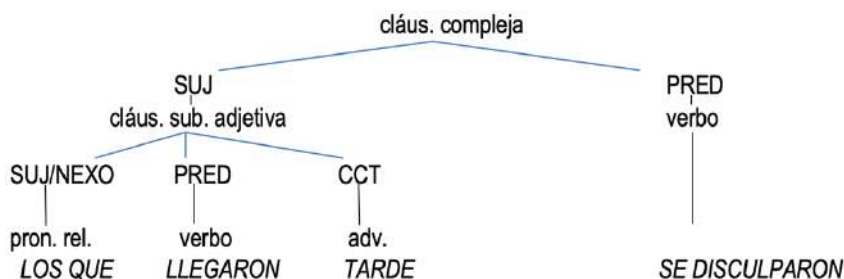 cláus. compleja
SUJ PRED
cláus. sub. adjetiva verbo
SUJ/NEXO PRED CCT
pron. rel. verbo adv.
LOS QUE LLEGARON TARDE SE DISCULPARON